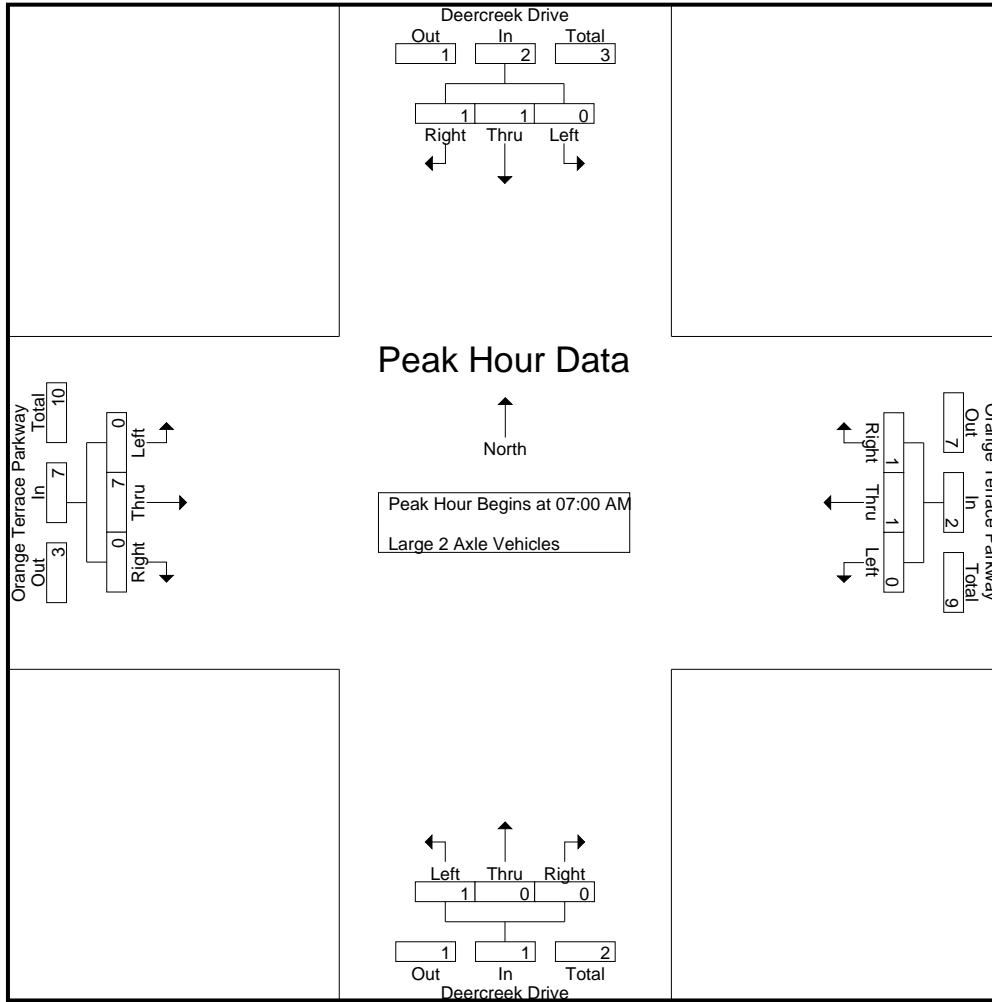 Deercreek Drive
Out In Total
1 2 3
1 1 0
Right Thru Left
Peak Hour Data
North
Peak Hour Begins at 07:00 AM
Large 2 Axle Vehicles
Orange Terrace Parkway
Total In Out
10 7 3
0 7 0
Left Thru Right
Orange Terrace Parkway
Out In Total
7 2 9
Right Thru Left
1 1 0
Left Thru Right
1 0 0
1 1 2
Out In Total
Deercreek Drive